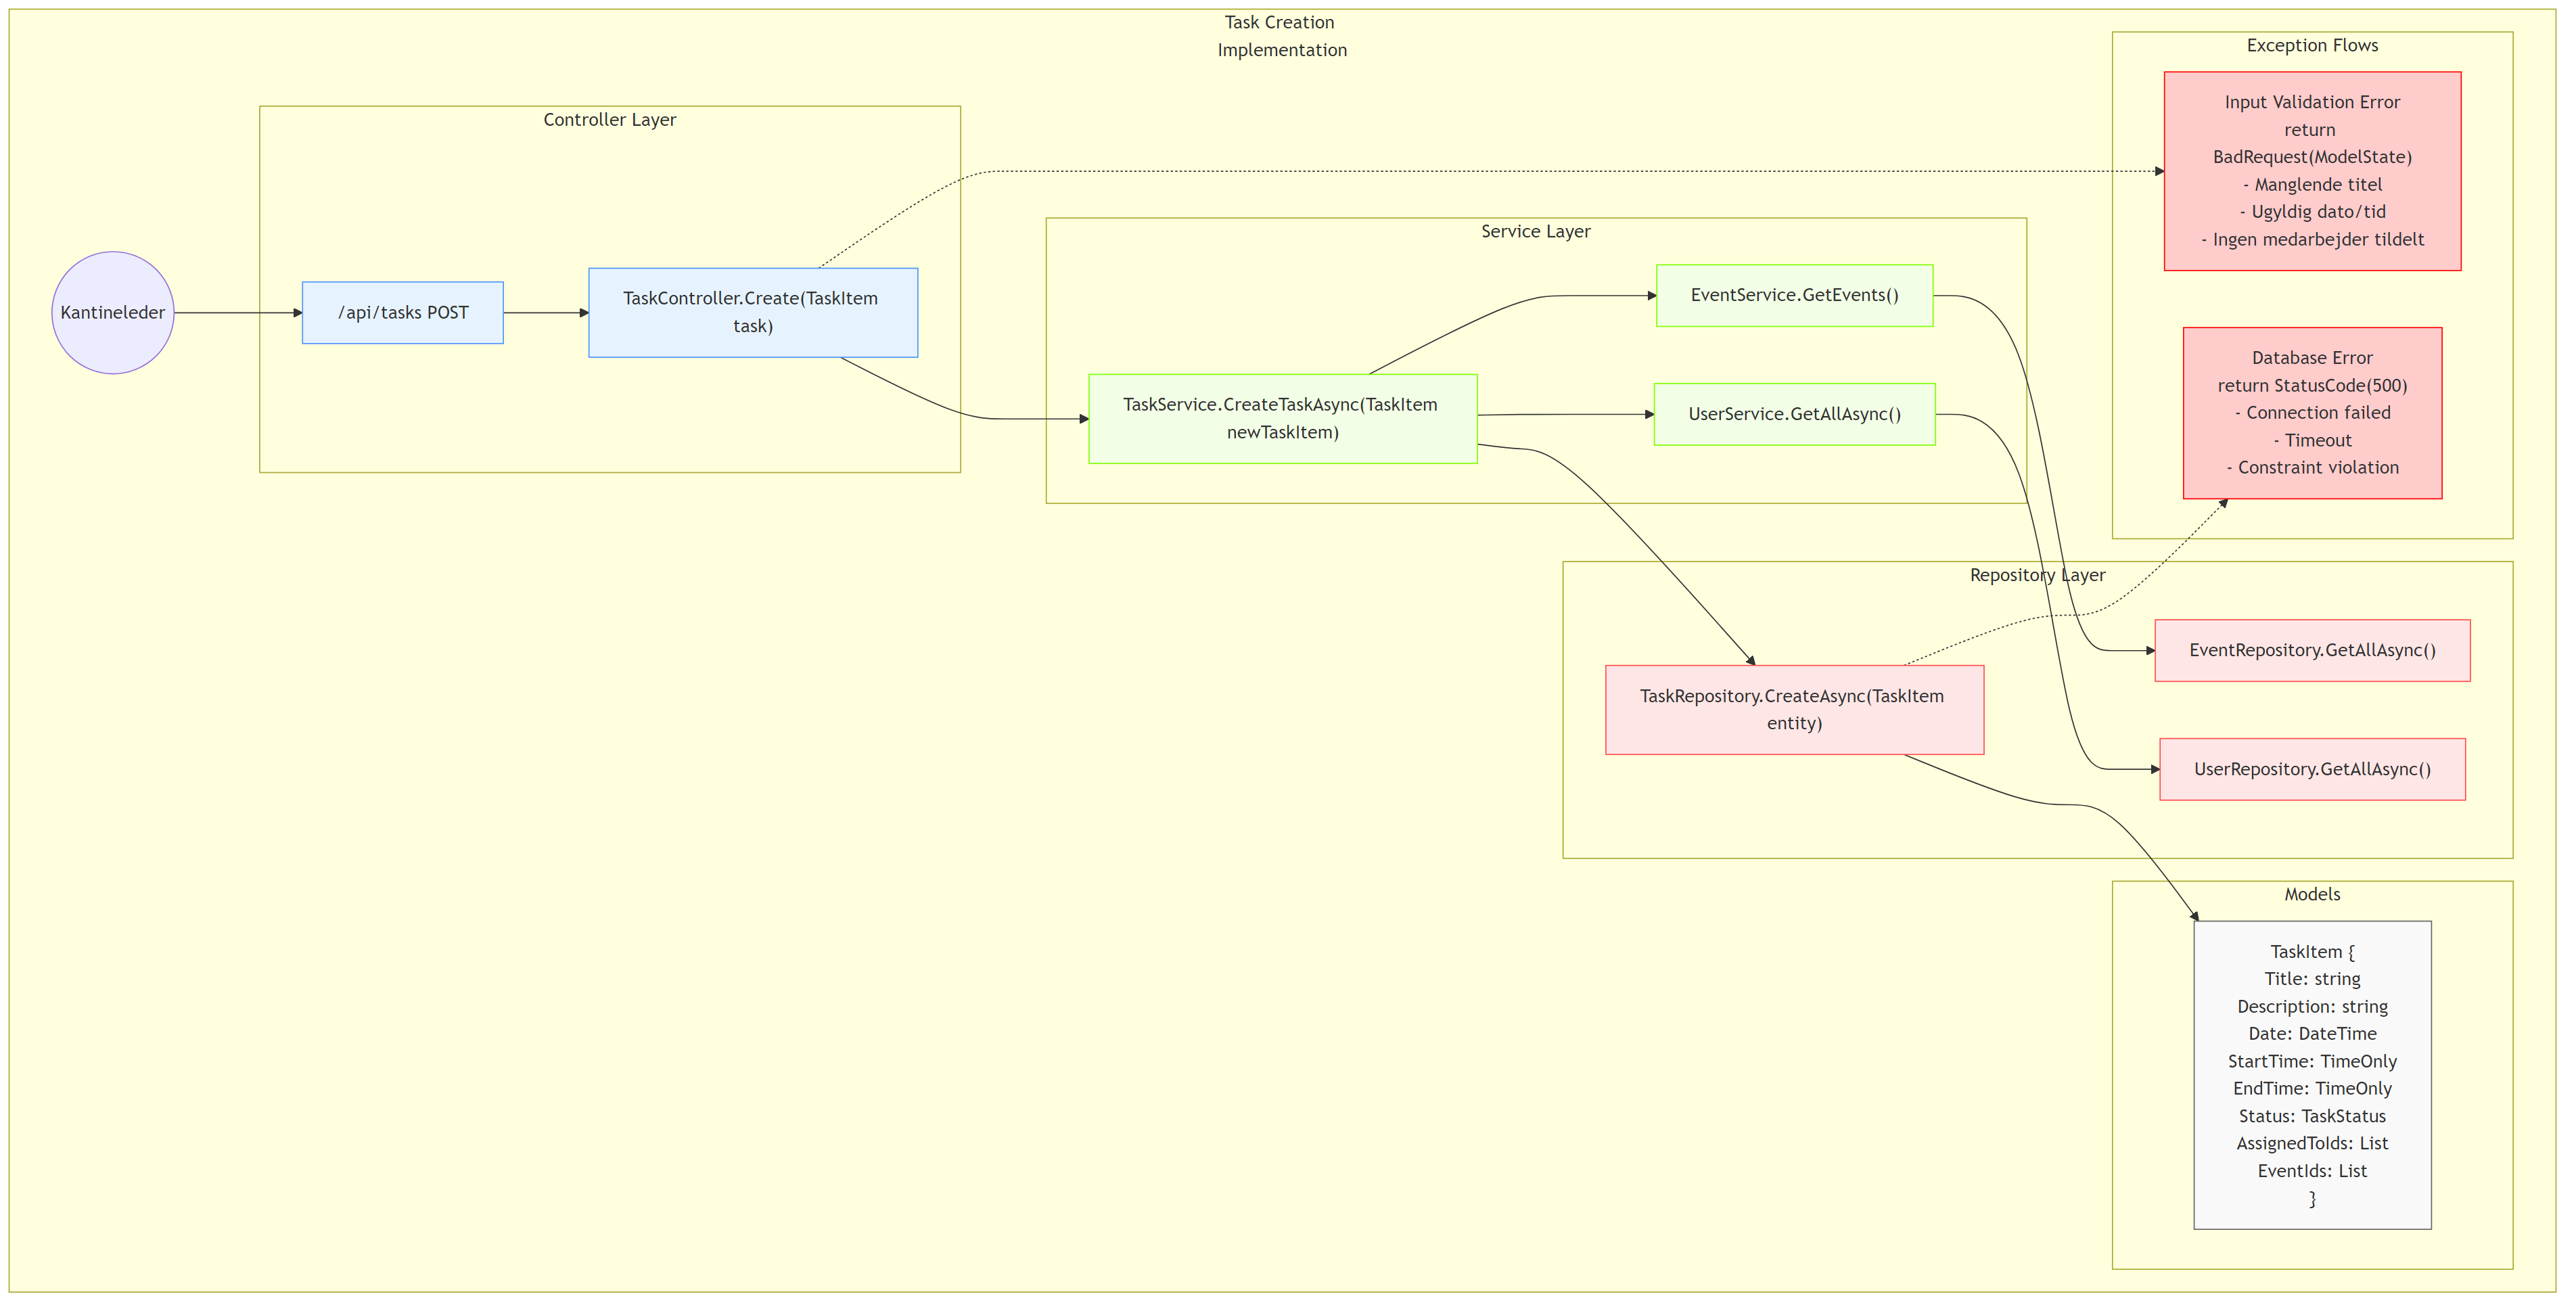 Task Creation
Implementation
Controller Layer
Kantineleder
/api/tasks POST
TaskController.Create(TaskItem
task)
Service Layer
TaskService.CreateTaskAsync(TaskItem
newTaskItem)
EventService.GetEvents()
UserService.GetAllAsync()
Exception Flows
Input Validation Error
return
BadRequest(ModelState)
- Manglende titel
- Ugyldig dato/tid
- Ingen medarbejder tildelt
Database Error
return StatusCode(500)
- Connection failed
- Timeout
- Constraint violation
Repository Layer
TaskRepository.CreateAsync(TaskItem
entity)
EventRepository.GetAllAsync()
UserRepository.GetAllAsync()
Models
TaskItem {
Title: string
Description: string
Date: DateTime
StartTime: TimeOnly
EndTime: TimeOnly
Status: TaskStatus
AssignedToIds: List
EventIds: List
}